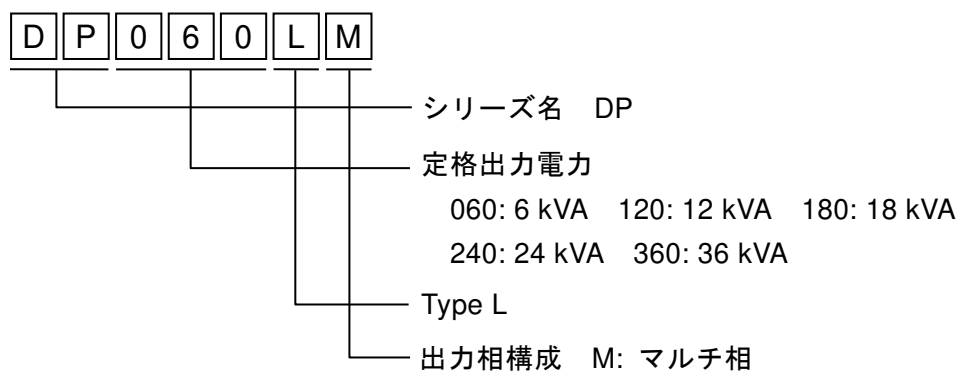 DP060LM
シリーズ名 DP
定格出力電力
060: 6 kVA 120: 12 kVA 180: 18 kVA
240: 24 kVA 360: 36 kVA
Type L
出力相構成 M: マルチ相